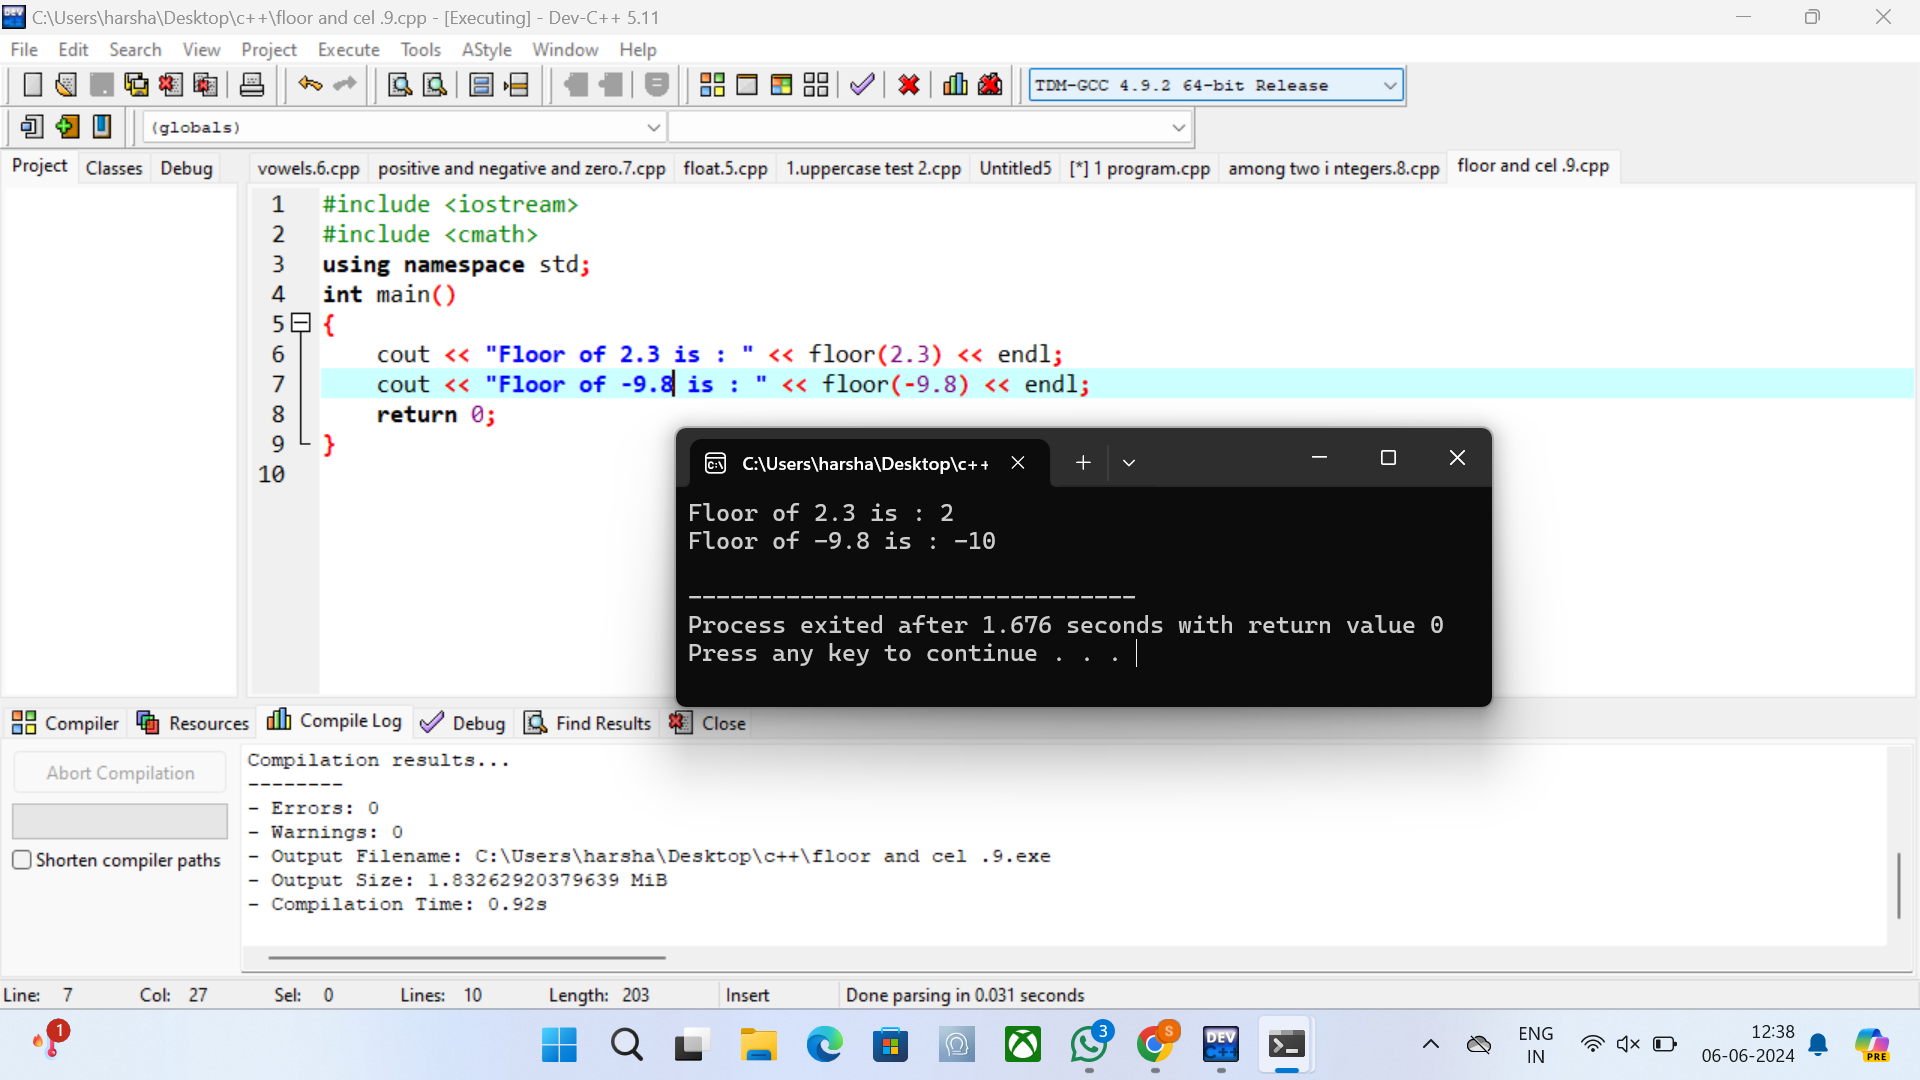 C:\Users\harsha\Desktop\c++\floor and cel .9.cpp - [Executing] - Dev-C++ 5.11
File Edit Search View Project Execute Tools AStyle Window Help
TDM-GCC 4.9.2 64-bit Release
(globals)
Project Classes Debug
vowels.6.cpp positive and negative and zero.7.cpp float.5.cpp 1.uppercase test 2.cpp Untitled5 [*] 1 program.cpp among two i ntegers.8.cpp floor and cel .9.cpp
1 #include <iostream>
2 #include <cmath>
3 using namespace std;
4 int main()
5 {
6 cout << "Floor of 2.3 is : " << floor(2.3) << endl;
7 cout << "Floor of -9.8 is : " << floor(-9.8) << endl;
8 return 0;
9 }
10
C:\Users\harsha\Desktop\c++
Floor of 2.3 is : 2
Floor of -9.8 is : -10
--------------------------------
Process exited after 1.676 seconds with return value 0
Press any key to continue . . .
Compiler Resources Compile Log Debug Find Results Close
Abort Compilation
Shorten compiler paths
Compilation results...
--------
- Errors: 0
- Warnings: 0
- Output Filename: C:\Users\harsha\Desktop\c++\floor and cel .9.exe
- Output Size: 1.83262920379639 MiB
- Compilation Time: 0.92s
Line: 7 Col: 27 Sel: 0 Lines: 10 Length: 203 Insert Done parsing in 0.031 seconds
1
3
S
DEV
C++
ENG
IN
12:38
06-06-2024
PRE